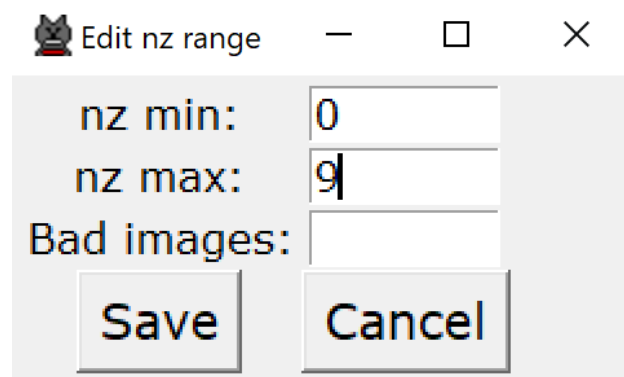 Edit nz range
nz min: 0
nz max: 9
Bad images:
Save Cancel